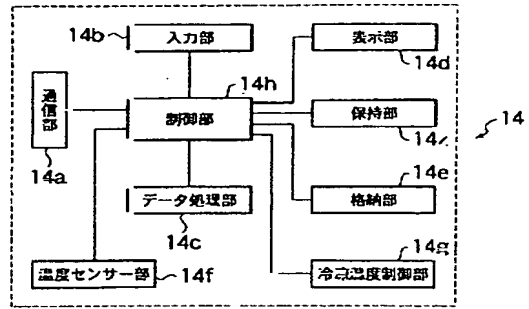 14b
入力部
表示部
14d
14h
通信部
制御部
保持部
14
14a
データ処理部
14c
格納部
14e
温度センサー部
14f
14g
温度制御部